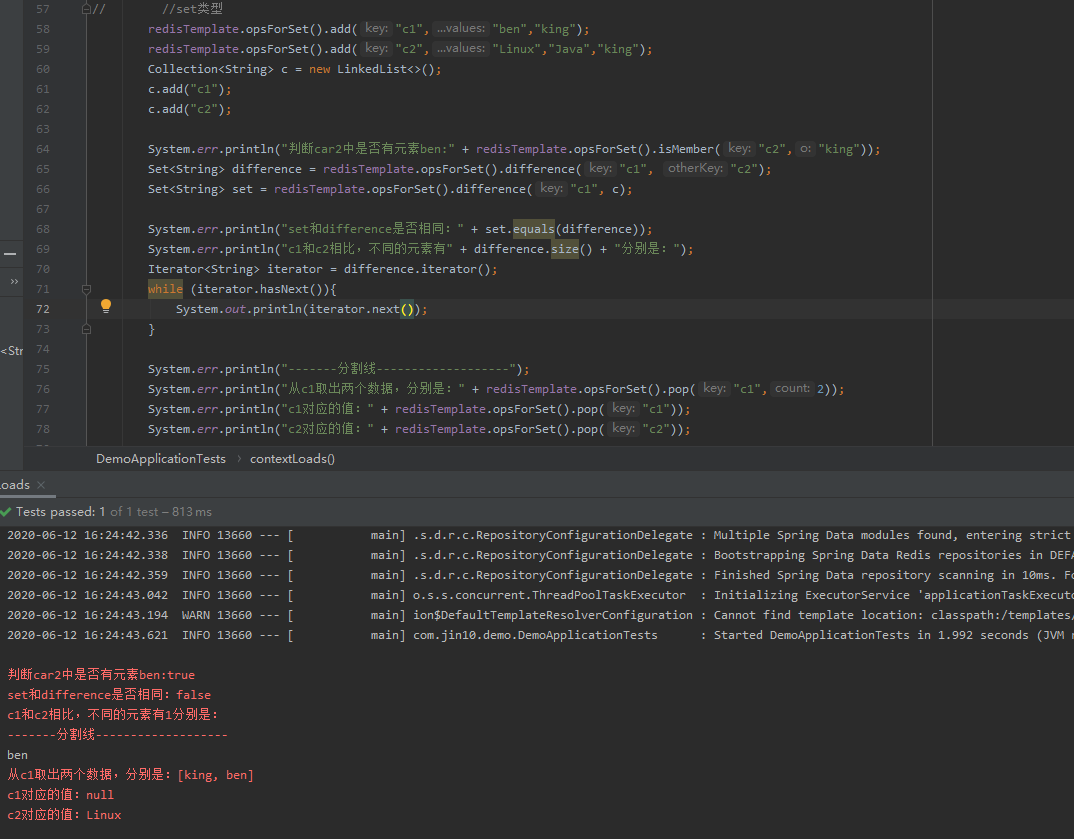 57 // //set类型
58 redisTemplate.opsForSet().add( key: "c1", ...values: "ben","king");
59 redisTemplate.opsForSet().add( key: "c2", ...values: "Linux","Java","king");
60 Collection<String> c = new LinkedList<>();
61 c.add("c1");
62 c.add("c2");
63
64 System.err.println("判断car2中是否有元素ben:" + redisTemplate.opsForSet().isMember( key: "c2", o: "king"));
65 Set<String> difference = redisTemplate.opsForSet().difference( key: "c1", otherKey: "c2");
66 Set<String> set = redisTemplate.opsForSet().difference( key: "c1", c);
67
68 System.err.println("set和difference是否相同：" + set.equals(difference));
69 System.err.println("c1和c2相比，不同的元素有" + difference.size() + "分别是：");
70 Iterator<String> iterator = difference.iterator();
71 while (iterator.hasNext()){
72 System.out.println(iterator.next());
73 }
<Str 74
75 System.err.println("-------分割线-------------------");
76 System.err.println("从c1取出两个数据，分别是：" + redisTemplate.opsForSet().pop( key: "c1", count: 2));
77 System.err.println("c1对应的值：" + redisTemplate.opsForSet().pop( key: "c1"));
78 System.err.println("c2对应的值：" + redisTemplate.opsForSet().pop( key: "c2"));
DemoApplicationTests › contextLoads()
oads ×
Tests passed: 1 of 1 test – 813 ms
2020-06-12 16:24:42.336 INFO 13660 --- [ main] .s.d.r.c.RepositoryConfigurationDelegate : Multiple Spring Data modules found, entering strict
2020-06-12 16:24:42.338 INFO 13660 --- [ main] .s.d.r.c.RepositoryConfigurationDelegate : Bootstrapping Spring Data Redis repositories in DEFA
2020-06-12 16:24:42.359 INFO 13660 --- [ main] .s.d.r.c.RepositoryConfigurationDelegate : Finished Spring Data repository scanning in 10ms. Fo
2020-06-12 16:24:43.042 INFO 13660 --- [ main] o.s.s.concurrent.ThreadPoolTaskExecutor : Initializing ExecutorService 'applicationTaskExecuto
2020-06-12 16:24:43.194 WARN 13660 --- [ main] ion$DefaultTemplateResolverConfiguration : Cannot find template location: classpath:/templates/
2020-06-12 16:24:43.621 INFO 13660 --- [ main] com.jin10.demo.DemoApplicationTests : Started DemoApplicationTests in 1.992 seconds (JVM r
判断car2中是否有元素ben:true
set和difference是否相同：false
c1和c2相比，不同的元素有1分别是：
-------分割线-------------------
ben
从c1取出两个数据，分别是：[king, ben]
c1对应的值：null
c2对应的值：Linux